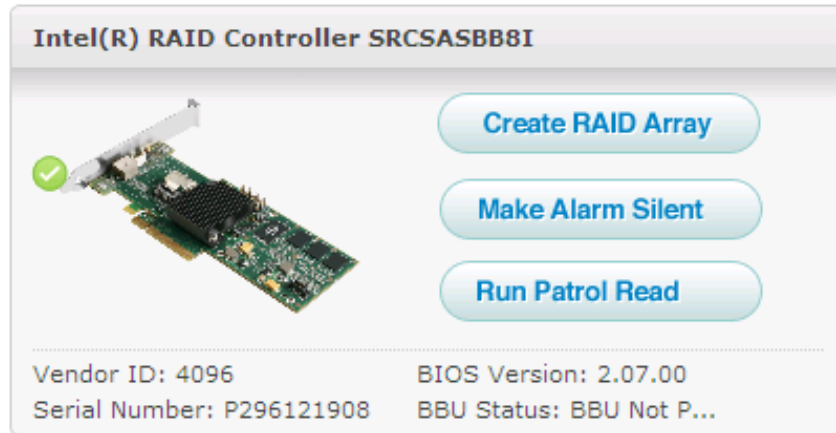 Intel(R) RAID Controller SRCSASBB8I
Create RAID Array
Make Alarm Silent
Run Patrol Read
Vendor ID: 4096
BIOS Version: 2.07.00
Serial Number: P296121908
BBU Status: BBU Not P...